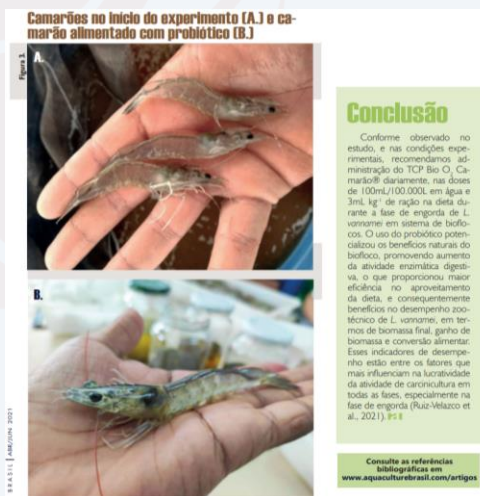 Camarões no início do experimento (A.) e ca-
marão alimentado com probiótico (B.)
Figura 3.
A.
B.
BRASIL | ABR/JUN 2021
Conclusão
Conforme observado no
estudo, e nas condições expe-
rimentais, recomendamos ad-
ministração do TCP Bio O, Ca-
marão® diariamente, nas doses
de 100mL/100.000L em água e
3mL kg-¹ de ração na dieta du-
rante a fase de engorda de L.
vannamei em sistema de bioflo-
cos. O uso do probiótico poten-
cializou os benefícios naturais do
bioflóco, promovendo aumento
da atividade enzimática digesti-
va, o que proporcionou maior
eficiência no aproveitamento
da dieta, e consequentemente
benefícios no desempenho zoo-
técnico de L. vannamei, em ter-
mos de biomassa final, ganho de
biomassa e conversão alimentar.
Esses indicadores de desempe-
nho estão entre os fatores que
mais influenciam na lucratividade
da atividade de carcinicultura em
todas as fases, especialmente na
fase de engorda (Ruiz-Velazco et
al., 2021).
Consulte as referências
bibliográficas em
www.aquaculturebrasil.com/artigos